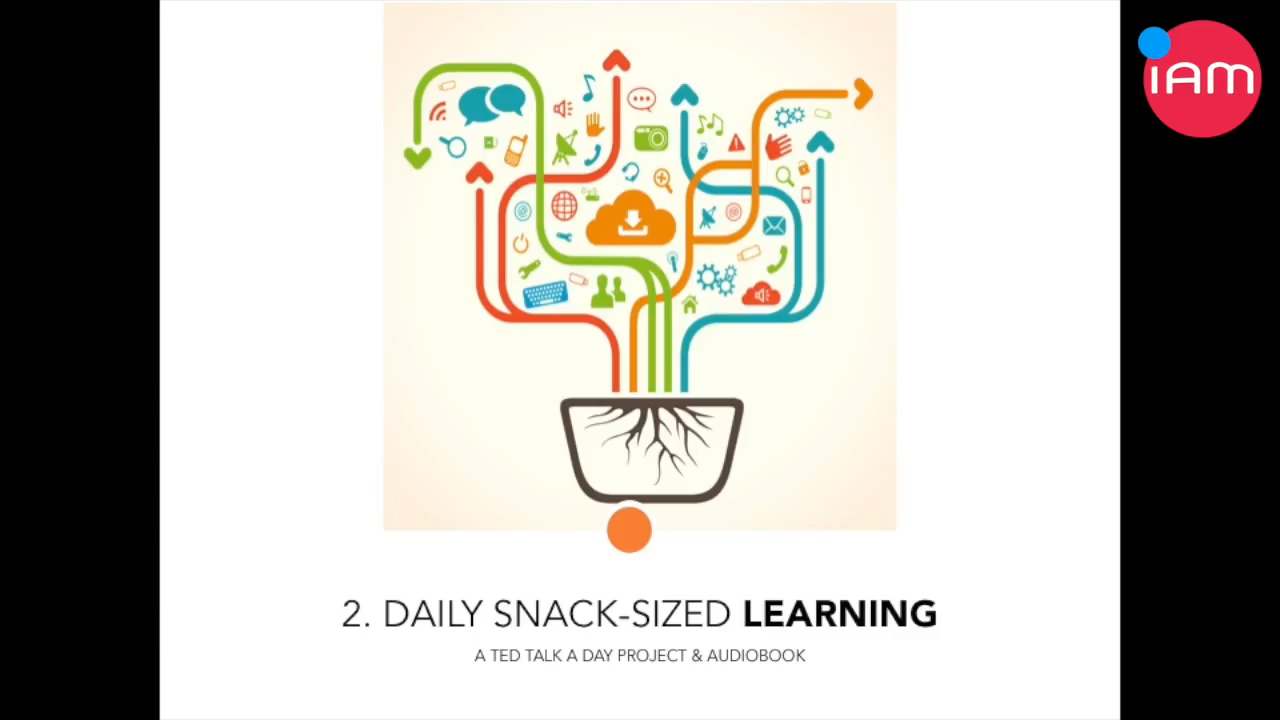 iAM
2. DAILY SNACK-SIZED LEARNING
A TED TALK A DAY PROJECT & AUDIOBOOK